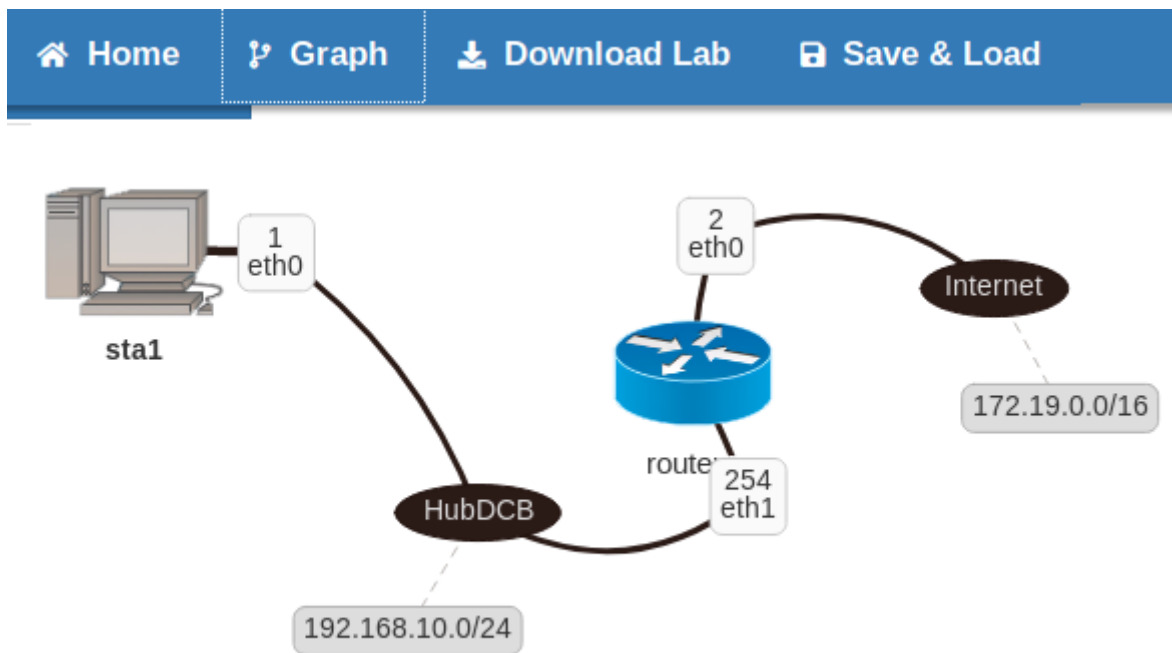 Home
Graph
Download Lab
Save & Load
1
eth0
sta1
2
eth0
Internet
172.19.0.0/16
254
eth1
HubDCB
192.168.10.0/24